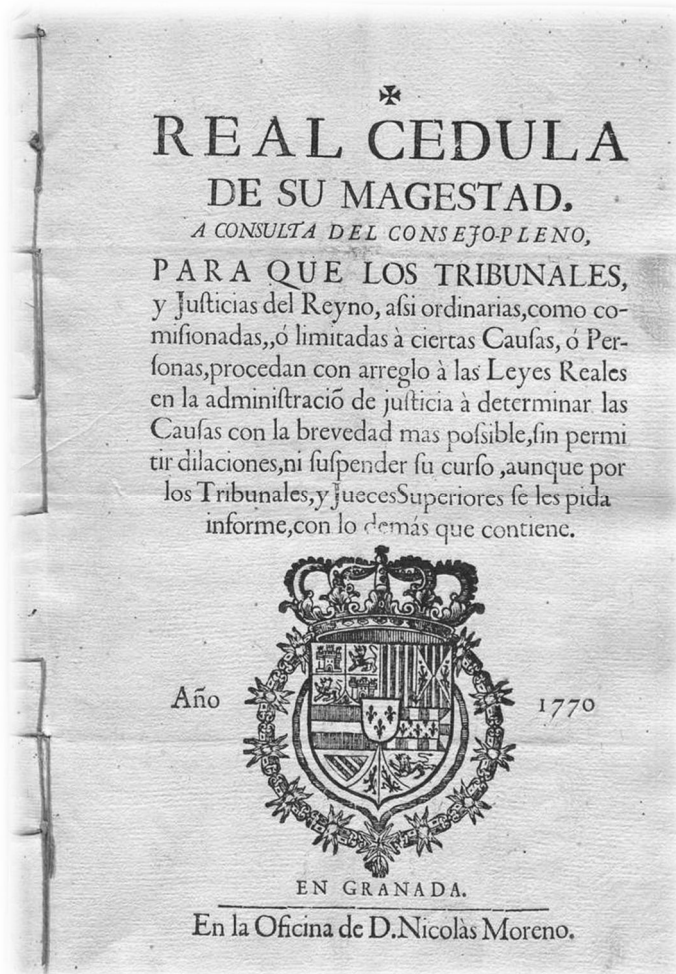 ✠
REAL CEDULA
DE SU MAGESTAD,
A CONSULTA DEL CONSEJO-PLENO,
PARA QUE LOS TRIBUNALES,
y Juſticias del Reyno, aſsi ordinarias,como co-
miſionadas,,ó limitadas à ciertas Cauſas, ó Per-
ſonas,procedan con arreglo à las Leyes Reales
en la adminiſtraciõ de juſticia à determinar las
Cauſas con la brevedad mas poſsible,ſin permi
tir dilaciones,ni ſuſpender ſu curſo ,aunque por
los Tribunales,y JuecesSuperiores ſe les pida
informe,con lo demás que contiene.
Año 1770
EN GRANADA.
En la Oficina de D.Nicolàs Moreno.